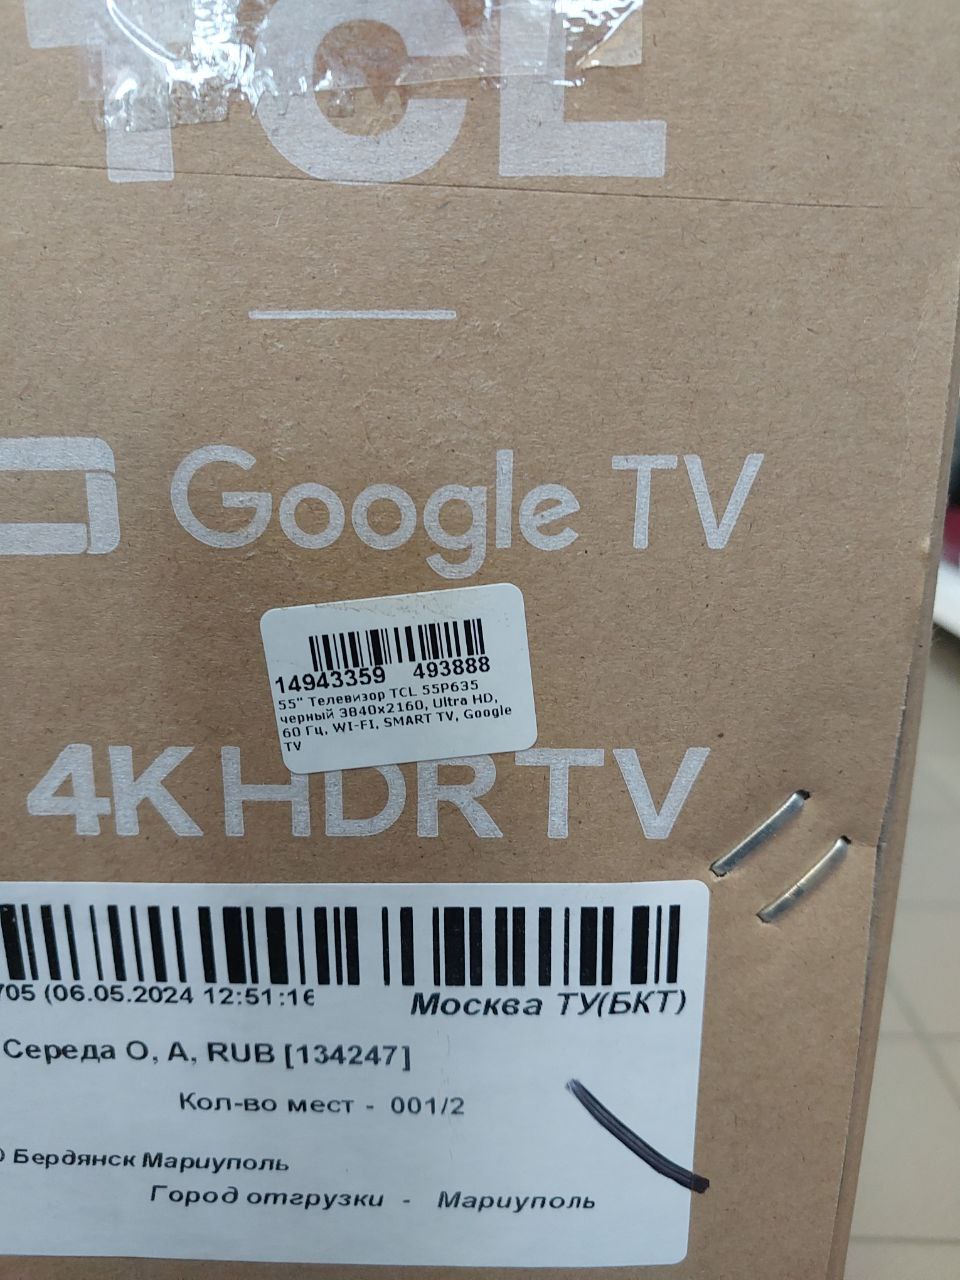 TCL
Google TV
14943359 493888
55" Телевизор TCL 55P635
черный 3840x2160, Ultra HD,
60 Гц, WI-FI, SMART TV, Google
TV
4K HDR TV
705 (06.05.2024 12:51:16
Москва ТУ(БКТ)
Середа О, А, RUB [134247]
Кол-во мест - 001/2
) Бердянск Мариуполь
Город отгрузки - Мариуполь